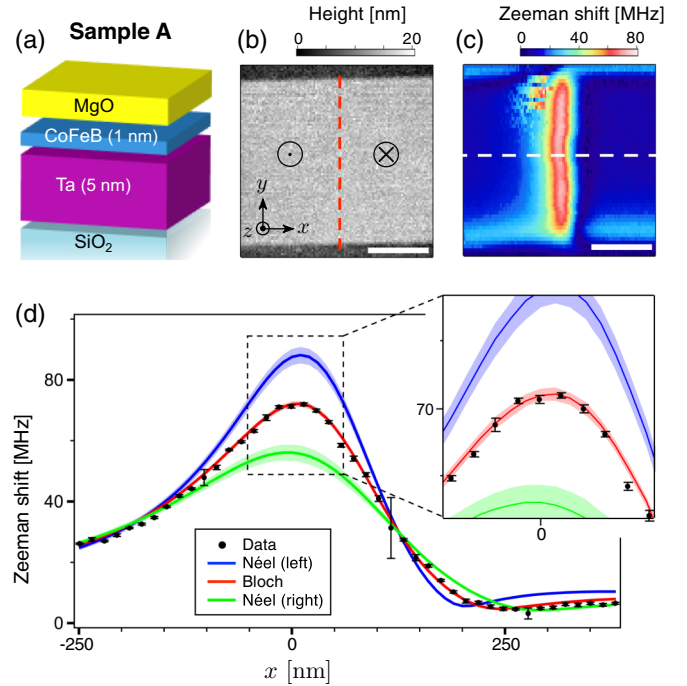 (a) Sample A
MgO
CoFeB (1 nm)
Ta (5 nm)
SiO₂
(b) Height [nm]
0 10 20
y
z x
(c) Zeeman shift [MHz]
0 40 80
(d)
Zeeman shift [MHz]
80
40
0
-250 0 250
x [nm]
Data
Néel (left)
Bloch
Néel (right)
70
0